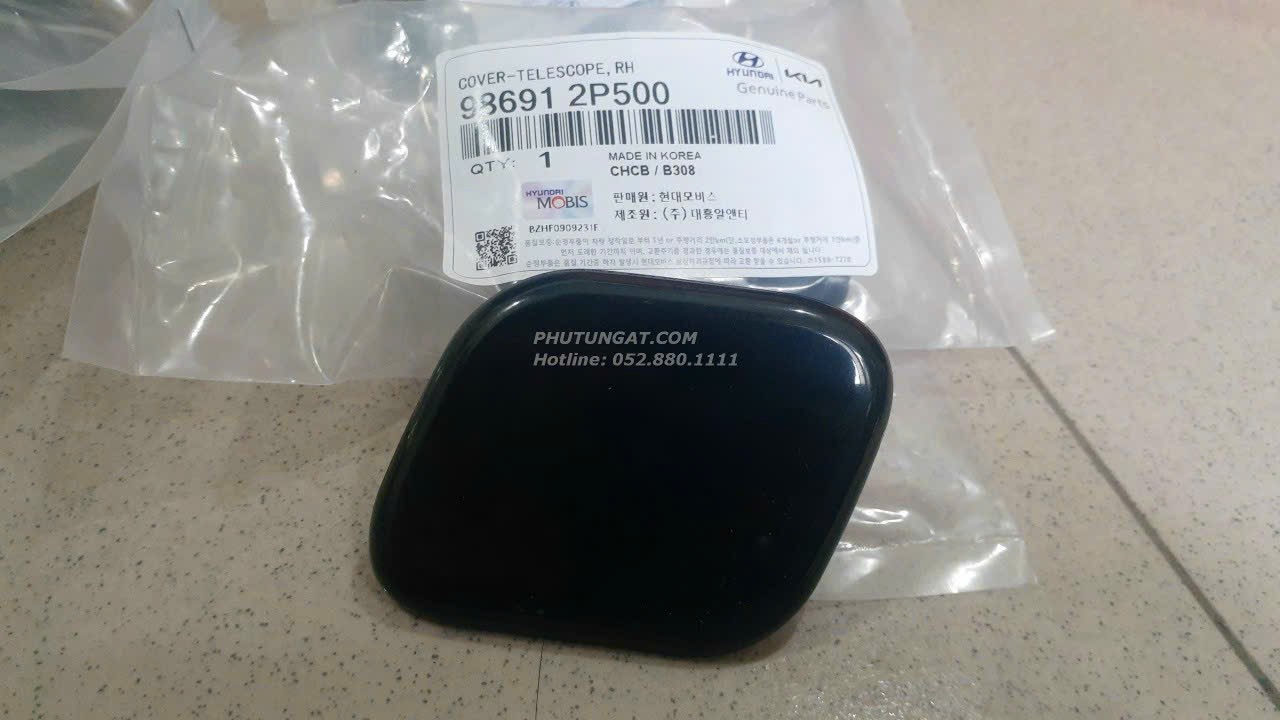 COVER-TELESCOPE, RH
98691 2P500
HYUNDAI
KIA
Genuine Parts
QTY: 1
MADE IN KOREA
CHCB / B308
HYUNDAI
MOBIS
판매원 : 현대모비스
제조원 : (주) 대흥알앤티
BZHF0909231F
PHUTUNGAT.COM
Hotline: 052.880.1111